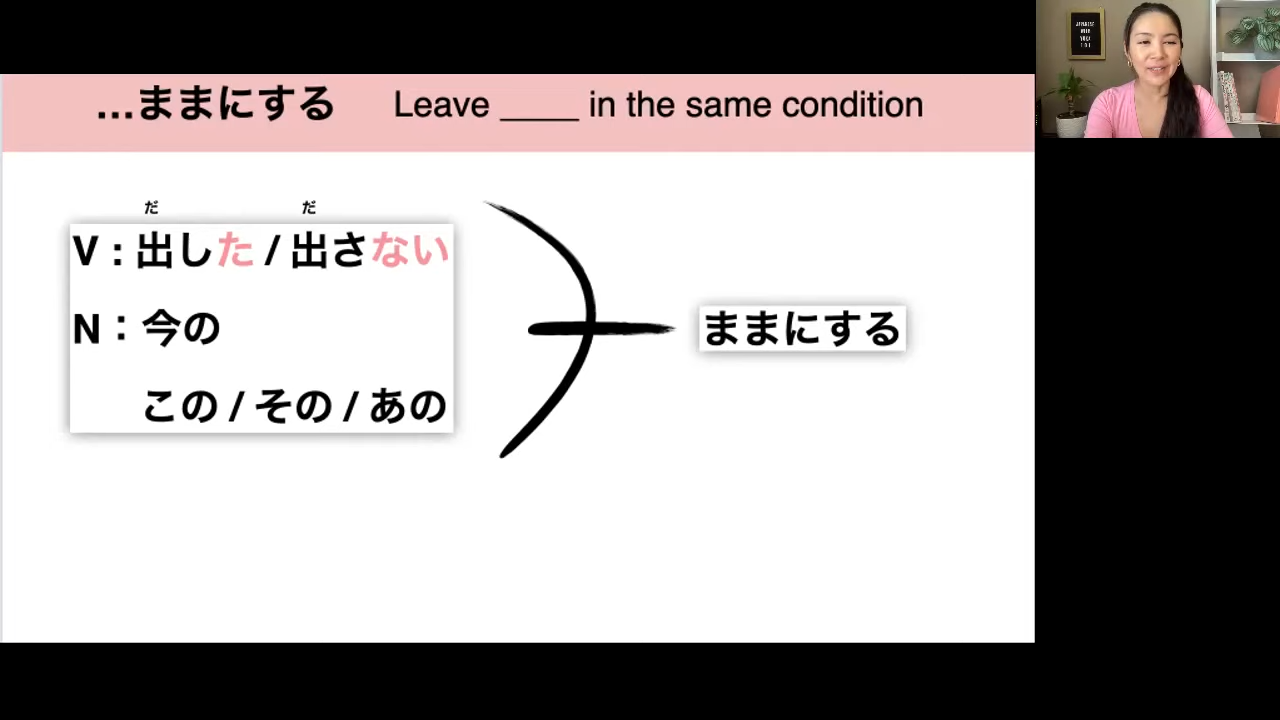 ...ままにする Leave ____ in the same condition
だ だ
V：出した / 出さない
N：今の
この / その / あの
ままにする